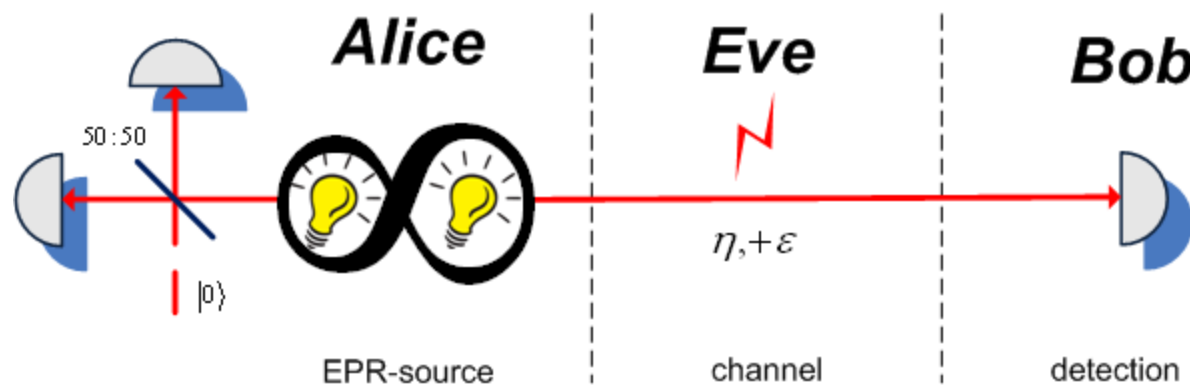 Alice
Eve
Bob
50:50
|0⟩
η,+ε
EPR-source
channel
detection